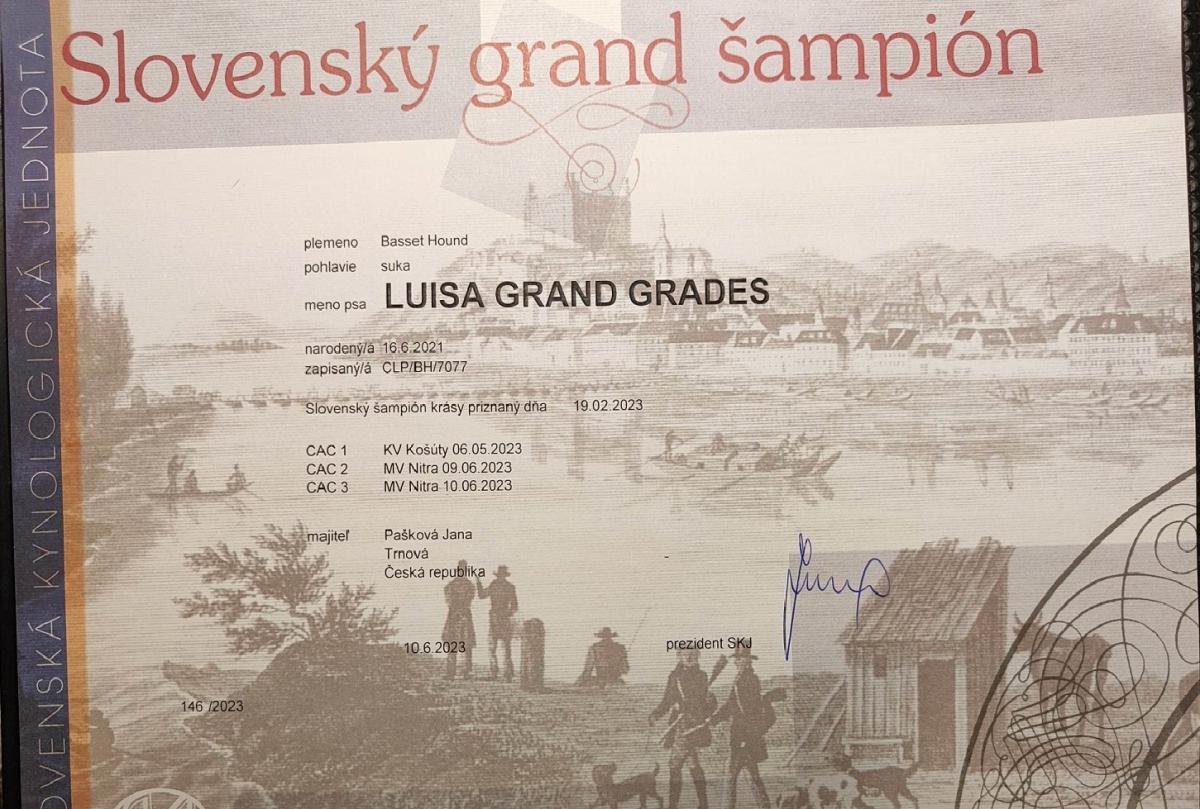 Slovenský grand šampión
OVENSKÁ KYNOLOGICKÁ JEDNOTA
plemeno Basset Hound
pohlavie suka
meno psa LUISA GRAND GRADES
narodený/á 16.6.2021
zapísaný/á CLP/BH/7077
Slovenský šampión krásy priznaný dňa 19.02.2023
CAC 1 KV Košúty 06.05.2023
CAC 2 MV Nitra 09.06.2023
CAC 3 MV Nitra 10.06.2023
majiteľ Pašková Jana
Trnová
Česká republika
10.6.2023
prezident SKJ
146 /2023